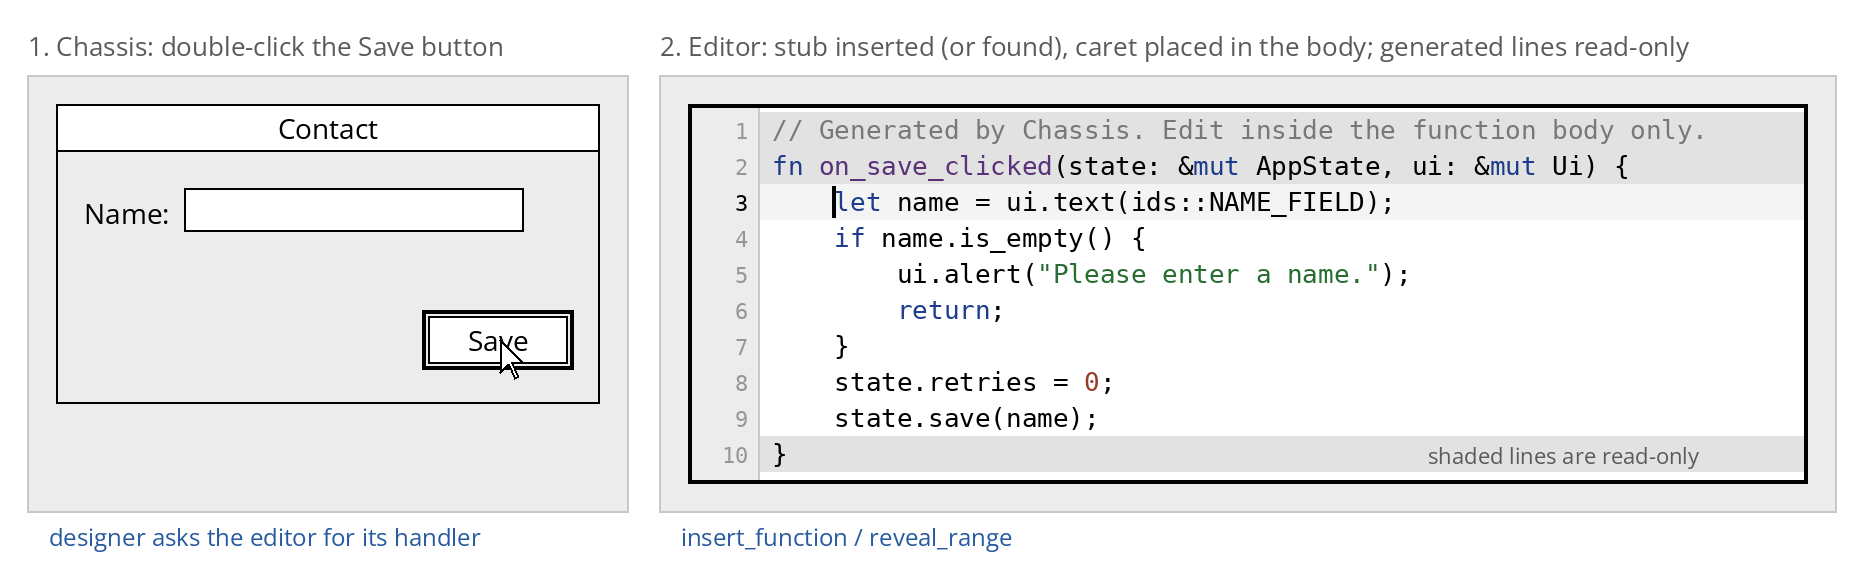 1. Chassis: double-click the Save button
Contact
Name:
Save
designer asks the editor for its handler
2. Editor: stub inserted (or found), caret placed in the body; generated lines read-only
1 // Generated by Chassis. Edit inside the function body only.
2 fn on_save_clicked(state: &mut AppState, ui: &mut Ui) {
3     let name = ui.text(ids::NAME_FIELD);
4     if name.is_empty() {
5         ui.alert("Please enter a name.");
6         return;
7     }
8     state.retries = 0;
9     state.save(name);
10 }
shaded lines are read-only
insert_function / reveal_range